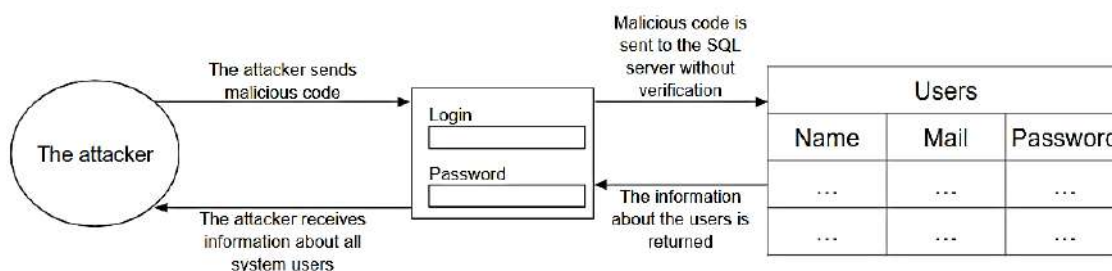 The attacker
The attacker sends
malicious code
Login
Password
Malicious code is
sent to the SQL
server without
verification
Users
Name Mail Password
... ... ...
... ... ...
The information
about the users is
returned
The attacker receives
information about all
system users